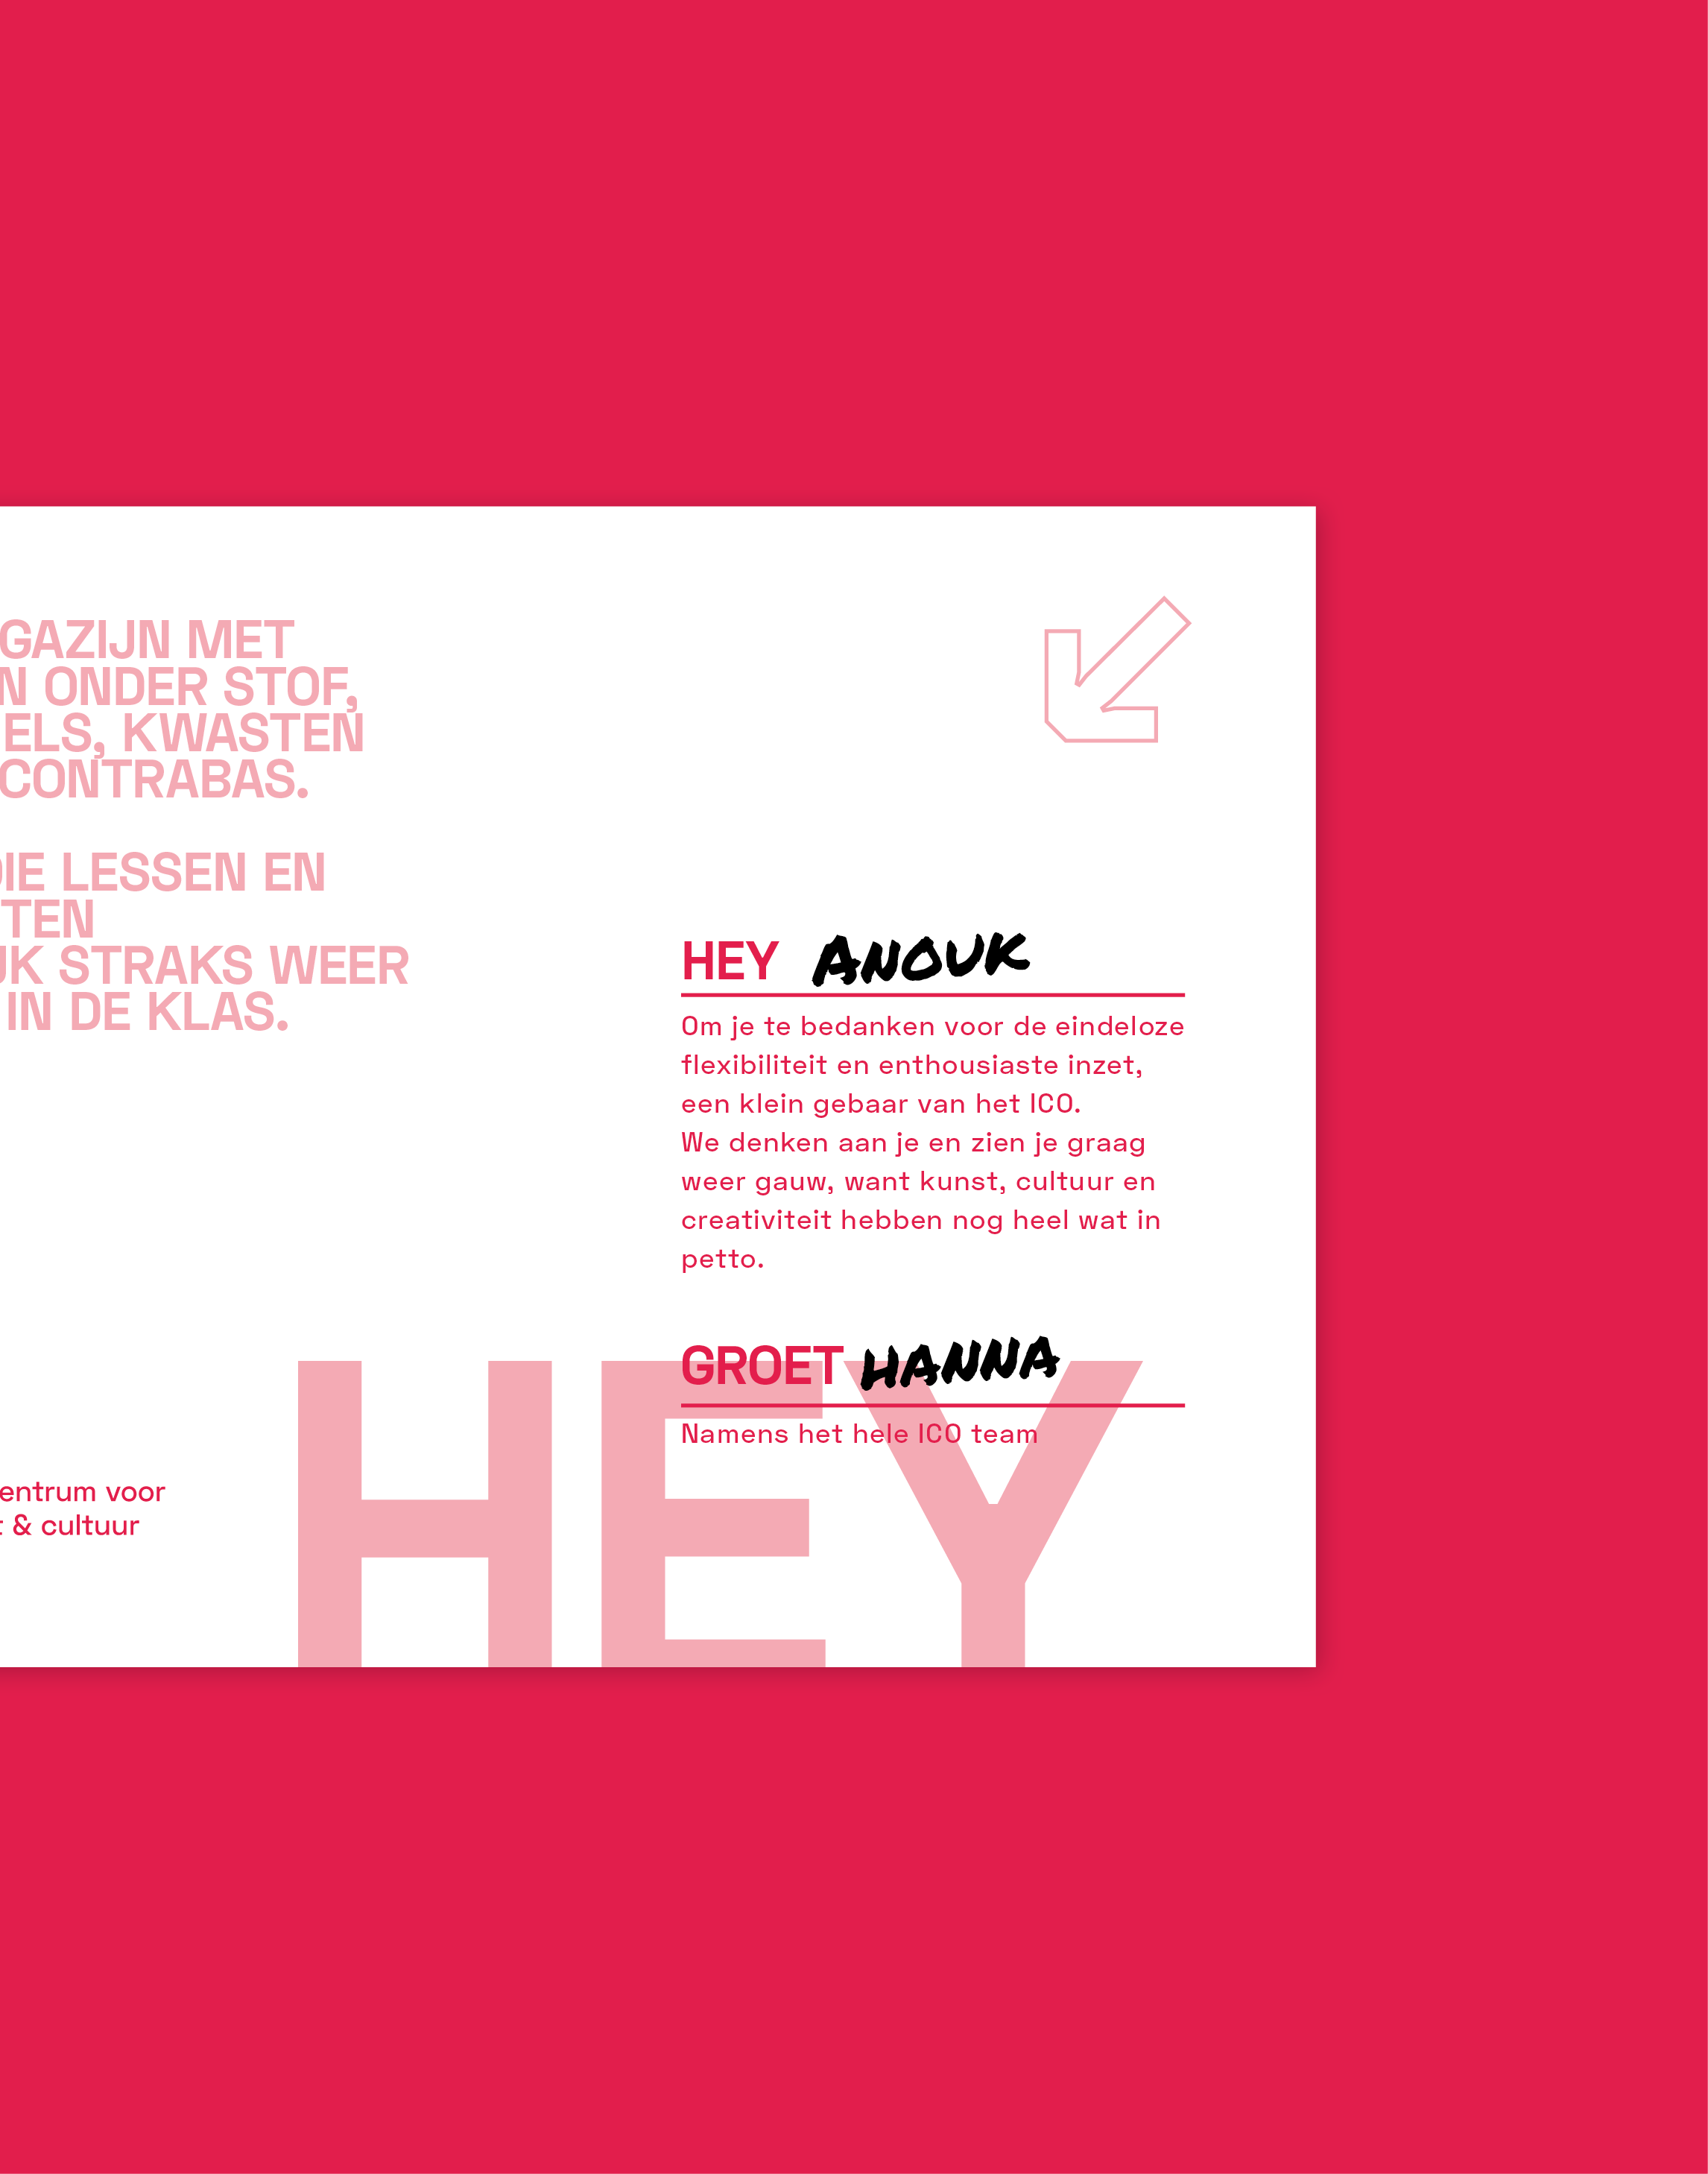 GAZIJN MET
N ONDER STOF,
ELS, KWASTEN
CONTRABAS.
DIE LESSEN EN
TEN
JK STRAKS WEER
IN DE KLAS.
entrum voor
t & cultuur
HEY ANOUK
Om je te bedanken voor de eindeloze
flexibiliteit en enthousiaste inzet,
een klein gebaar van het ICO.
We denken aan je en zien je graag
weer gauw, want kunst, cultuur en
creativiteit hebben nog heel wat in
petto.
GROET HANNA
Namens het hele ICO team
HEY